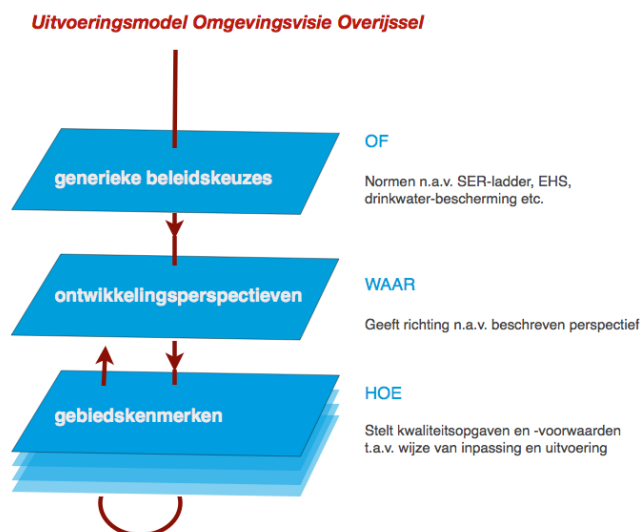 Uitvoeringsmodel Omgevingsvisie Overijssel
generieke beleidskeuzes
OF
Normen n.a.v. SER-ladder, EHS,
drinkwater-bescherming etc.
ontwikkelingsperspectieven
WAAR
Geeft richting n.a.v. beschreven perspectief
gebiedskenmerken
HOE
Stelt kwaliteitsopgaven en -voorwaarden
t.a.v. wijze van inpassing en uitvoering